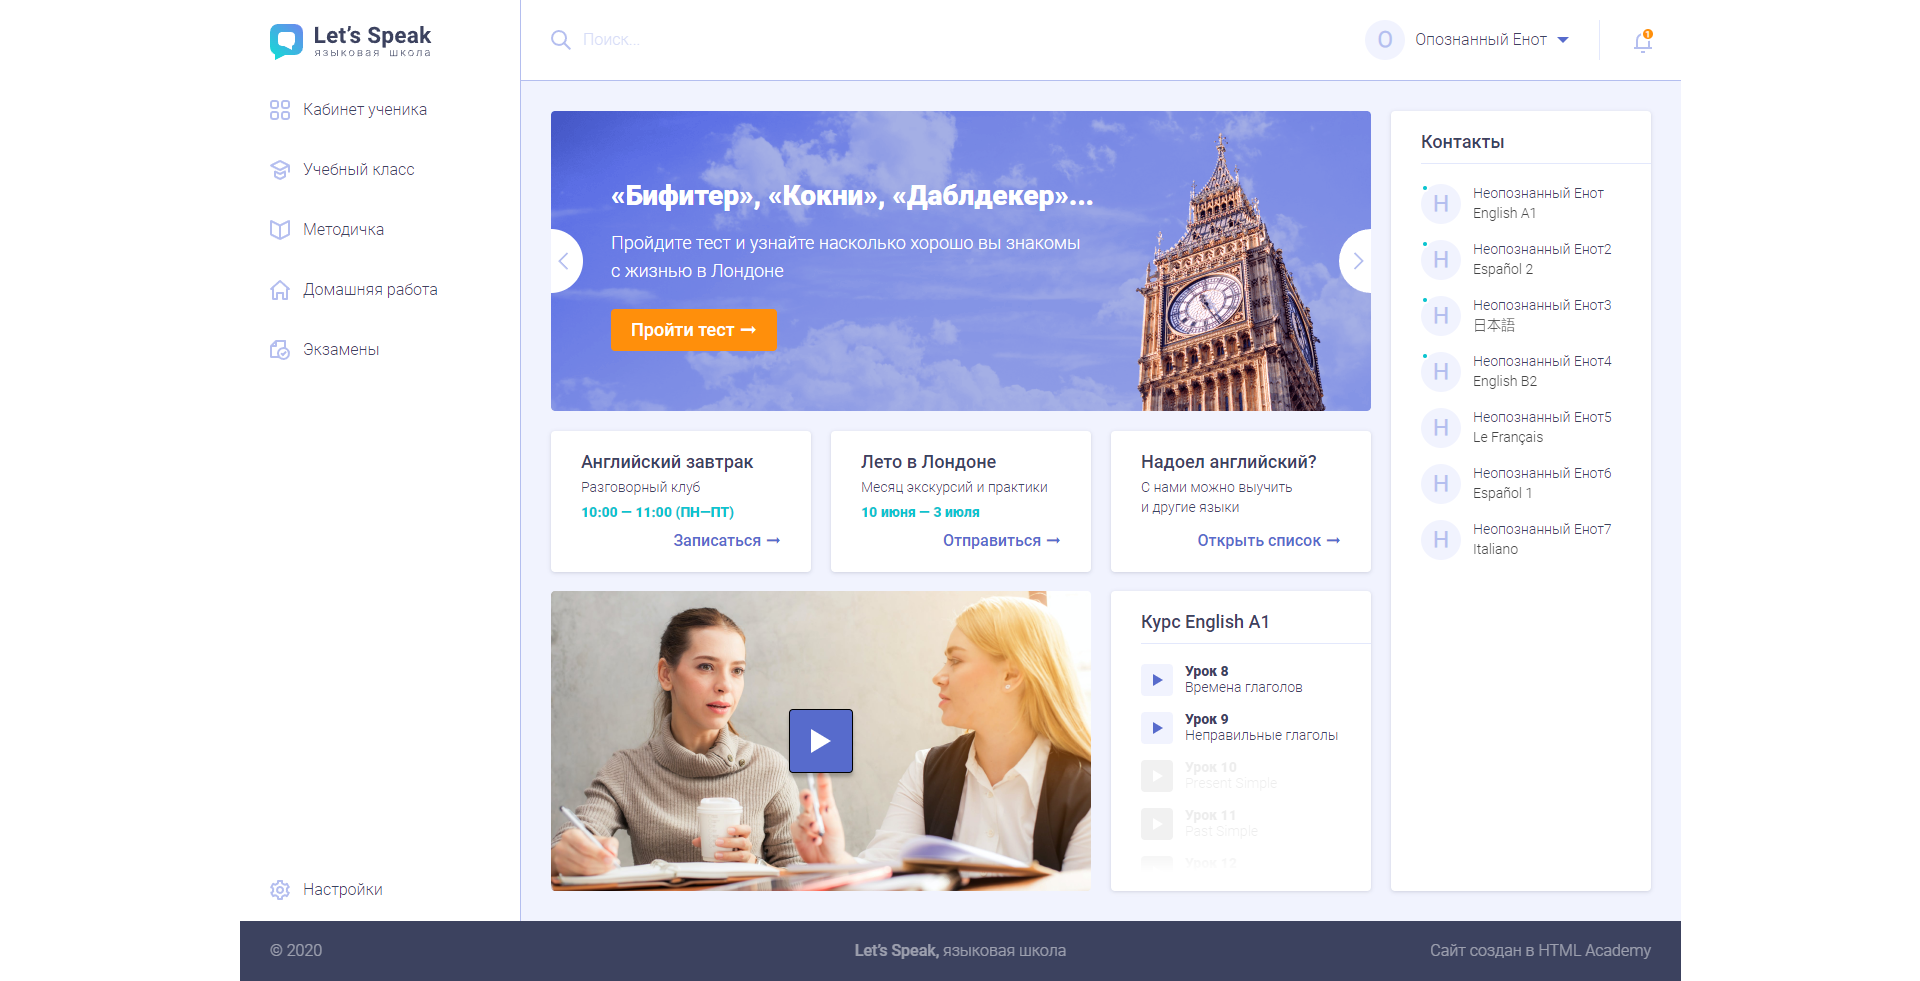 Let's Speak
языковая школа
Поиск...
О
Опознанный Енот
1
Кабинет ученика
Учебный класс
Методичка
Домашняя работа
Экзамены
Настройки
«Бифитер», «Кокни», «Даблдекер»...
Пройдите тест и узнайте насколько хорошо вы знакомы
с жизнью в Лондоне
Пройти тест →
Английский завтрак
Разговорный клуб
10:00 — 11:00 (ПН—ПТ)
Записаться →
Лето в Лондоне
Месяц экскурсий и практики
10 июня — 3 июля
Отправиться →
Надоел английский?
С нами можно выучить
и другие языки
Открыть список →
Курс English A1
Урок 8
Времена глаголов
Урок 9
Неправильные глаголы
Урок 10
Present Simple
Урок 11
Past Simple
Урок 12
Контакты
Н
Неопознанный Енот
English A1
Н
Неопознанный Енот2
Español 2
Н
Неопознанный Енот3
日本語
Н
Неопознанный Енот4
English B2
Н
Неопознанный Енот5
Le Français
Н
Неопознанный Енот6
Español 1
Н
Неопознанный Енот7
Italiano
© 2020
Let's Speak, языковая школа
Сайт создан в HTML Academy